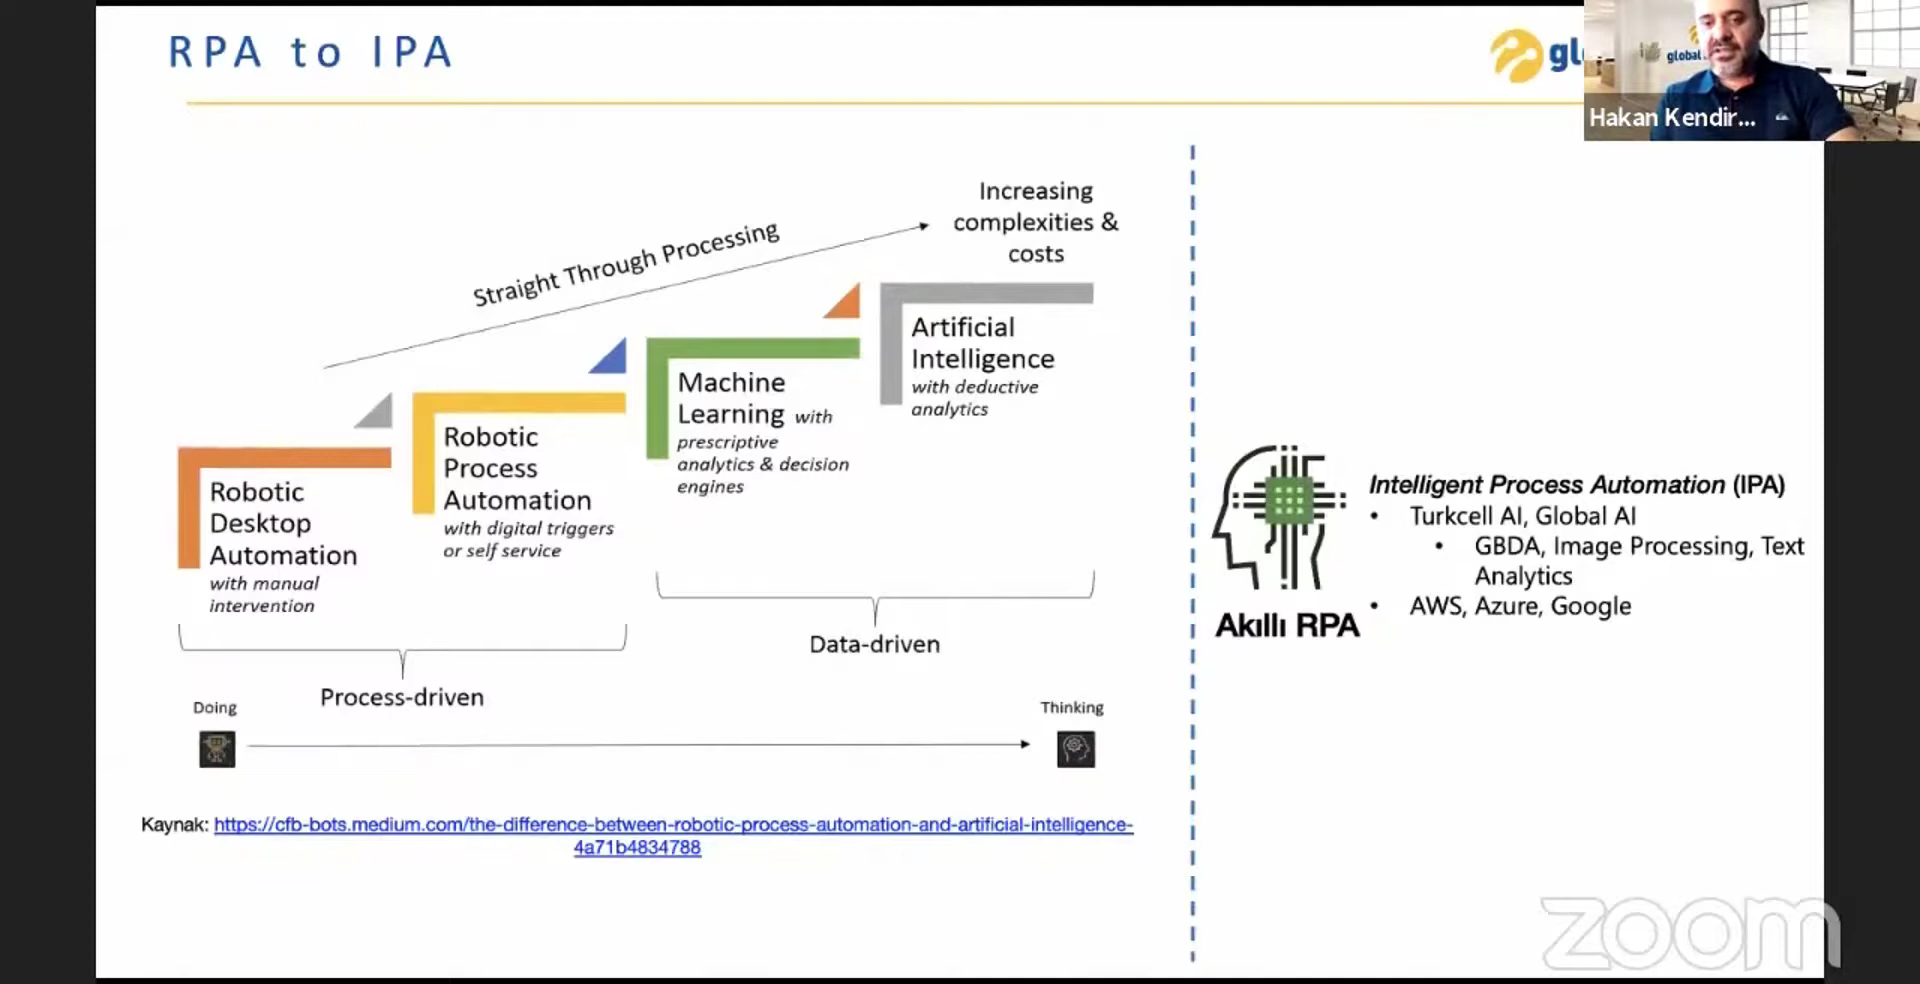 RPA to IPA
gl
global
Hakan Kendir...
Increasing
complexities &
costs
Straight Through Processing
Artificial
Intelligence
with deductive
analytics
Machine
Learning with
prescriptive
analytics & decision
engines
Robotic
Process
Automation
with digital triggers
or self service
Robotic
Desktop
Automation
with manual
intervention
Data-driven
Process-driven
Doing
Thinking
Kaynak: https://cfb-bots.medium.com/the-difference-between-robotic-process-automation-and-artificial-intelligence-
4a71b4834788
Akıllı RPA
Intelligent Process Automation (IPA)
• Turkcell AI, Global AI
• GBDA, Image Processing, Text
Analytics
• AWS, Azure, Google
zoom